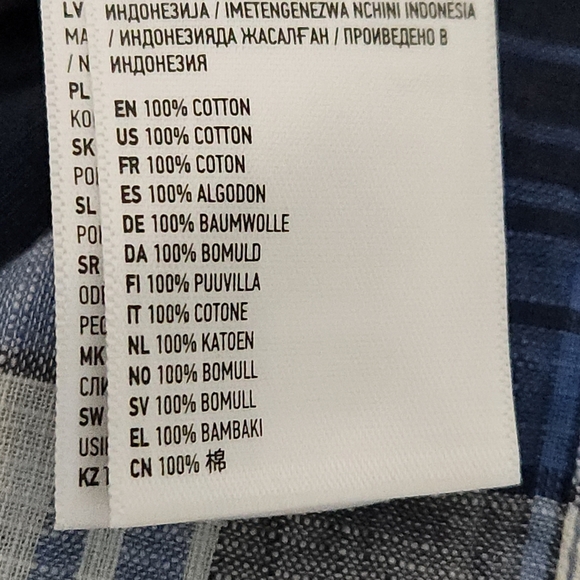 ИНДОНЕЗИЈА / IMETENGENEZWA NCHINI INDONESIA
/ ИНДОНЕЗИЯДА ЖАСАЛҒАН / ПРОИВЕДЕНО В
ИНДОНЕЗИЯ
EN 100% COTTON
US 100% COTTON
FR 100% COTON
ES 100% ALGODON
DE 100% BAUMWOLLE
DA 100% BOMULD
FI 100% PUUVILLA
IT 100% COTONE
NL 100% KATOEN
NO 100% BOMULL
SV 100% BOMULL
EL 100% BAMBAKI
CN 100% 棉
LV
PL
SK
SL
SR
MK
SW
KZ